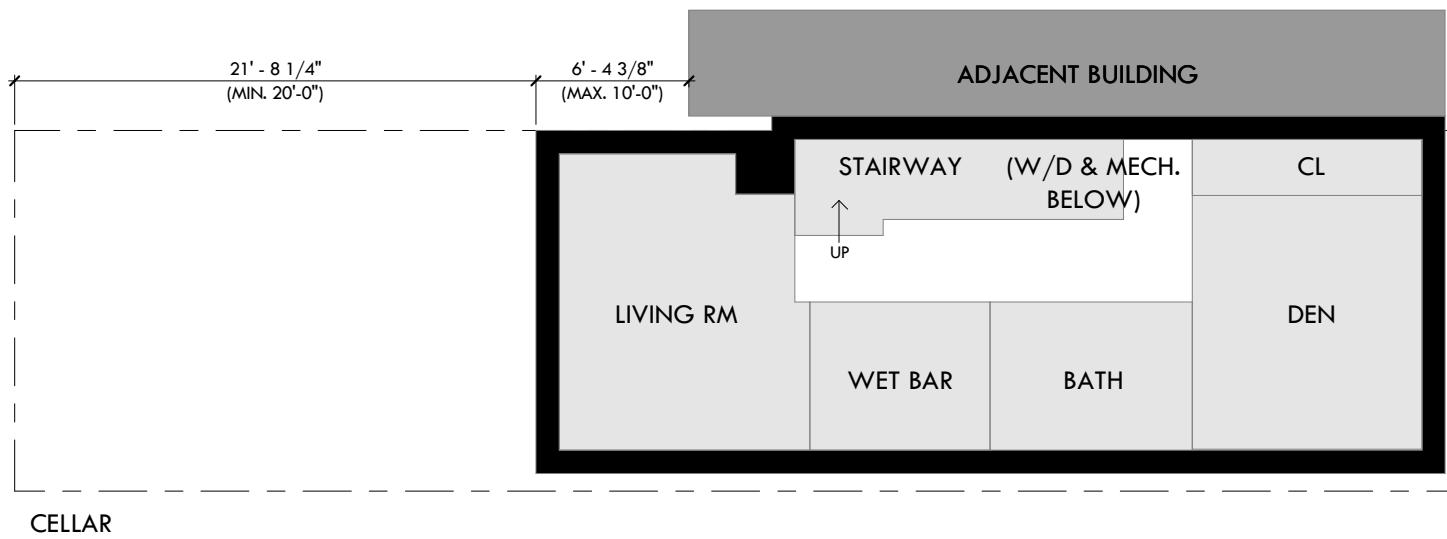 21' - 8 1/4"
(MIN. 20'-0")
6' - 4 3/8"
(MAX. 10'-0")
ADJACENT BUILDING
STAIRWAY
(W/D & MECH.
BELOW)
CL
UP
LIVING RM
DEN
WET BAR
BATH
CELLAR